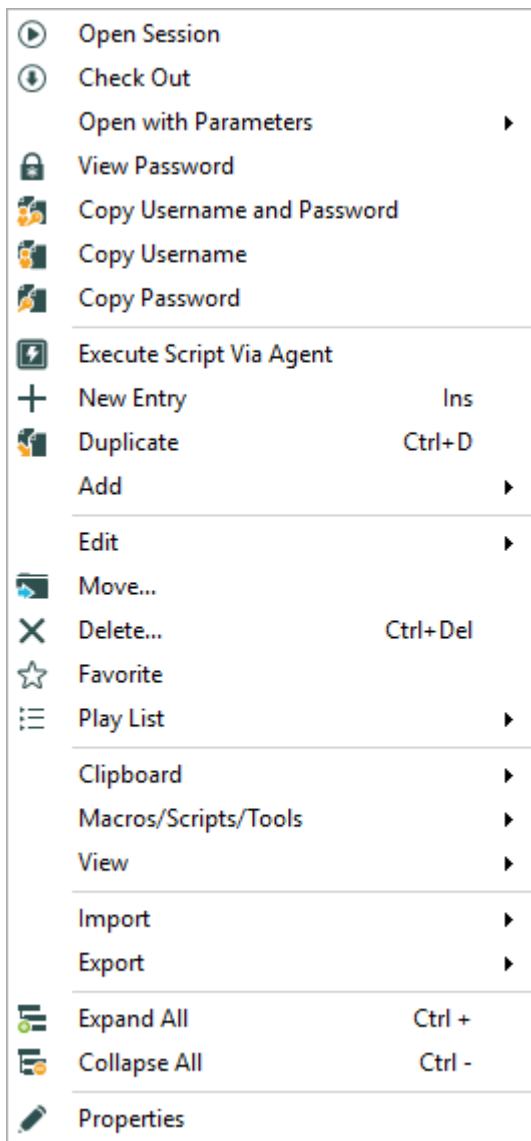 Open Session
Check Out
Open with Parameters
View Password
Copy Username and Password
Copy Username
Copy Password
Execute Script Via Agent
New Entry Ins
Duplicate Ctrl+D
Add
Edit
Move...
Delete... Ctrl+Del
Favorite
Play List
Clipboard
Macros/Scripts/Tools
View
Import
Export
Expand All Ctrl +
Collapse All Ctrl -
Properties